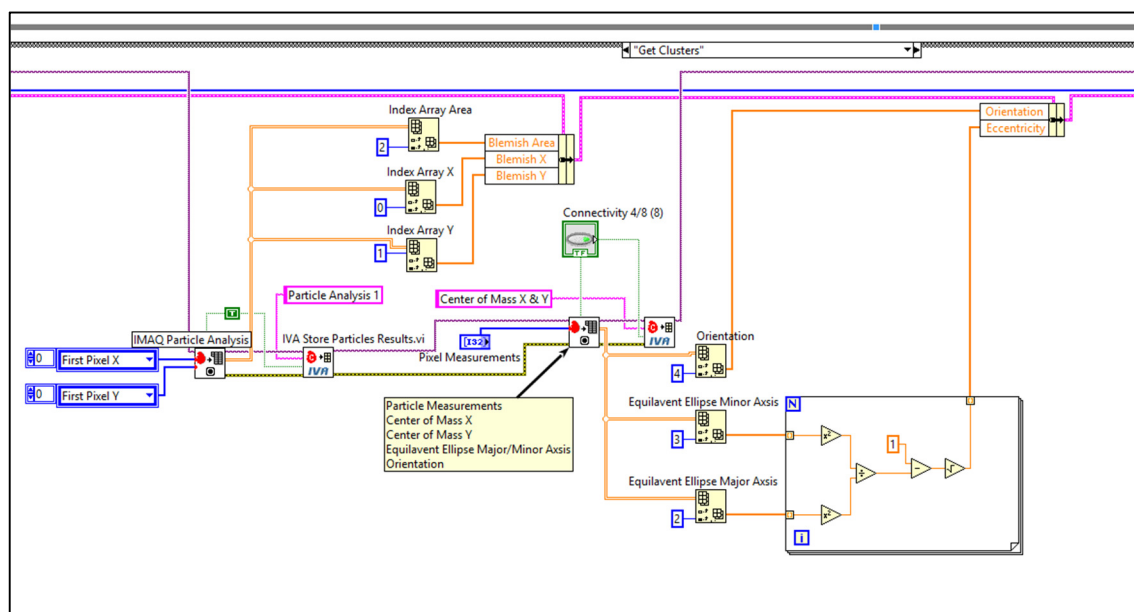 "Get Clusters"
Index Array Area
2
Blemish Area
Blemish X
Blemish Y
Orientation
Eccentricity
Index Array X
0
Index Array Y
1
Connectivity 4/8 (8)
T F
Particle Analysis 1
Center of Mass X & Y
T
IMAQ Particle Analysis
IVA Store Particles Results.vi
IVA
I32
Pixel Measurements
IVA
0
First Pixel X
0
First Pixel Y
Particle Measurements
Center of Mass X
Center of Mass Y
Equilavent Ellipse Major/Minor Axsis
Orientation
Orientation
4
Equilavent Ellipse Minor Axsis
3
Equilavent Ellipse Major Axsis
2
N
x²
÷
1
-
√
x²
i